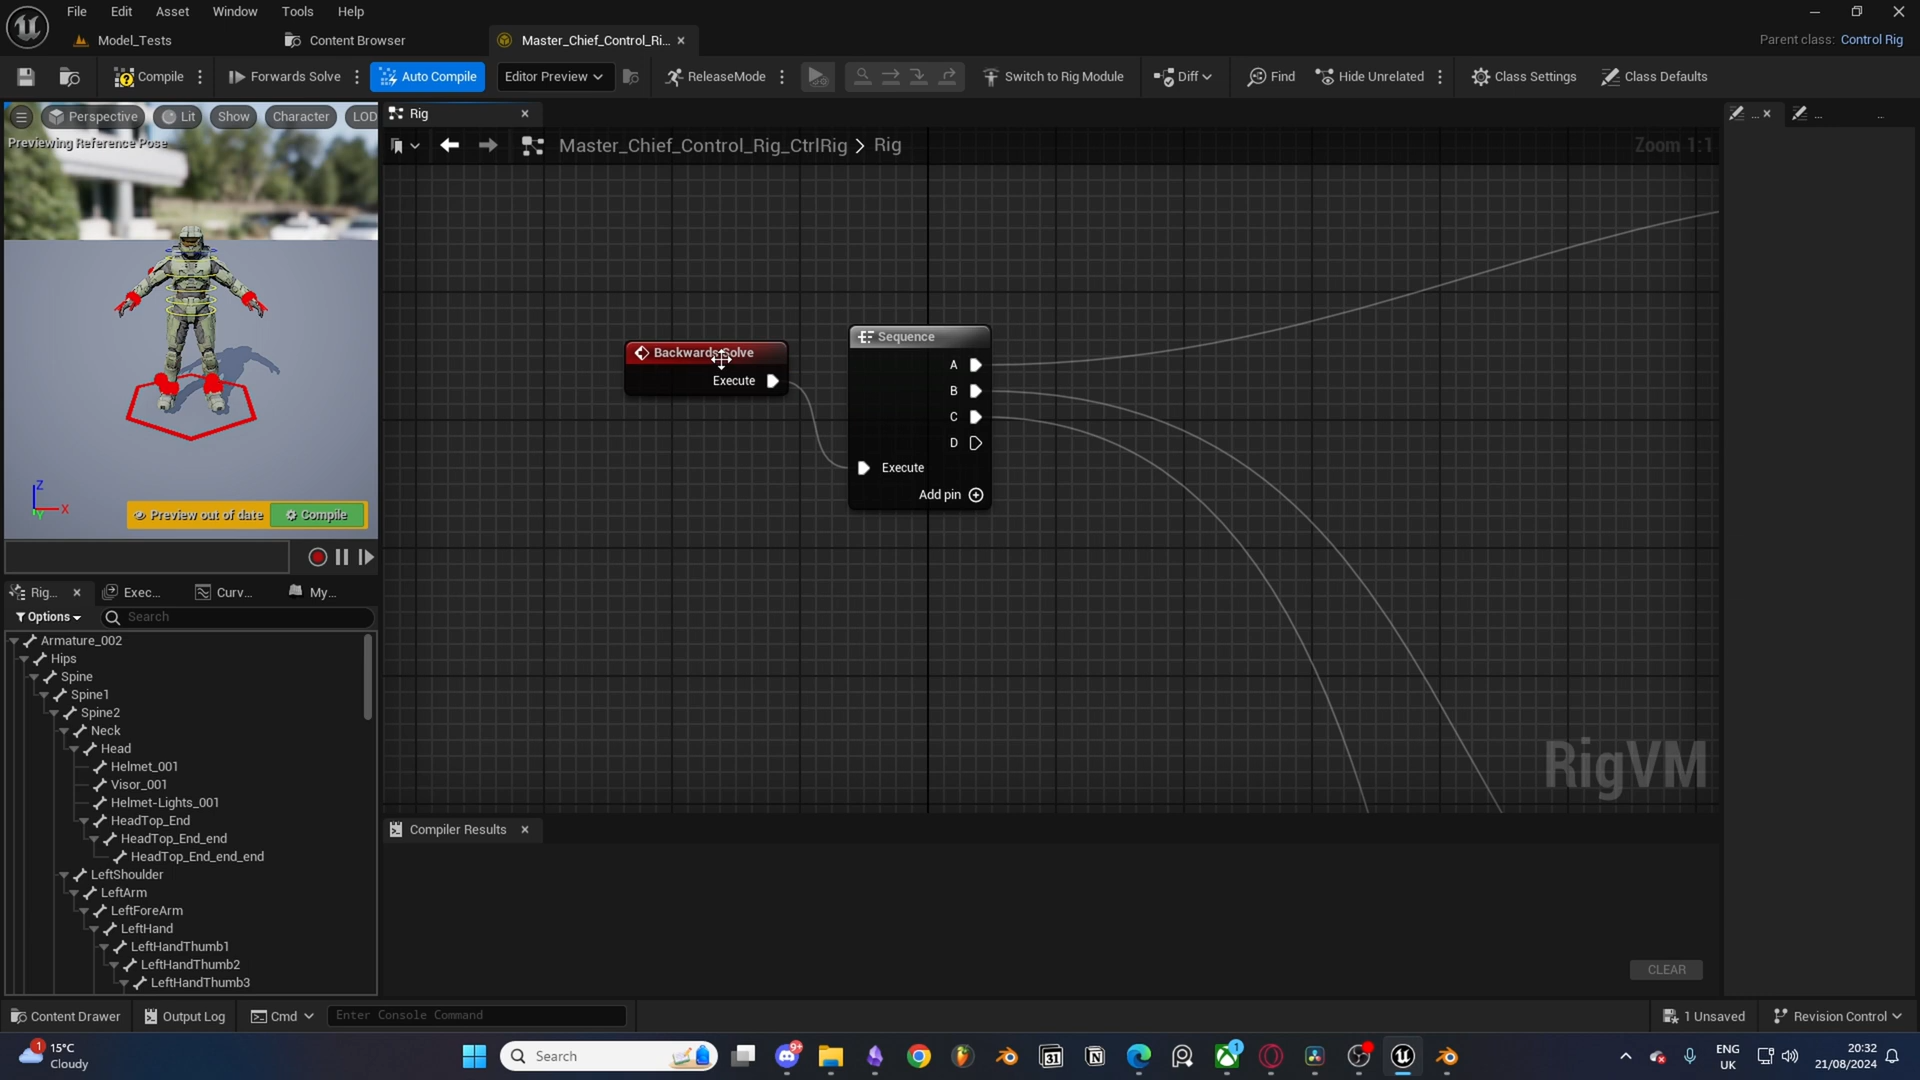 File Edit Asset Window Tools Help
Model_Tests Content Browser Master_Chief_Control_Ri... Parent class: Control Rig
Compile Forwards Solve Auto Compile Editor Preview ReleaseMode Switch to Rig Module Diff Find Hide Unrelated Class Settings Class Defaults
Perspective Lit Show Character LOD
Previewing Reference Pose
Rig
Master_Chief_Control_Rig_CtrlRig > Rig
Zoom 1:1
Backwards Solve
Execute
Sequence
A
B
C
D
Execute
Add pin
Z
X
Y
Preview out of date Compile
Rig... Exec... Curv... My...
Options Search
Armature_002
Hips
Spine
Spine1
Spine2
Neck
Head
Helmet_001
Visor_001
Helmet-Lights_001
HeadTop_End
HeadTop_End_end
HeadTop_End_end_end
LeftShoulder
LeftArm
LeftForeArm
LeftHand
LeftHandThumb1
LeftHandThumb2
LeftHandThumb3
RigVM
Compiler Results
CLEAR
Content Drawer Output Log Cmd Enter Console Command 1 Unsaved Revision Control
1 15°C
Cloudy
Search
9+
31
1
ENG
UK
20:32
21/08/2024